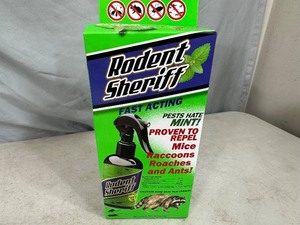 Rodent
Sheriff
FAST ACTING
PESTS HATE
MINT!
PROVEN TO
REPEL
Mice
Raccoons
Roaches
and Ants!
Rodent
Sheriff